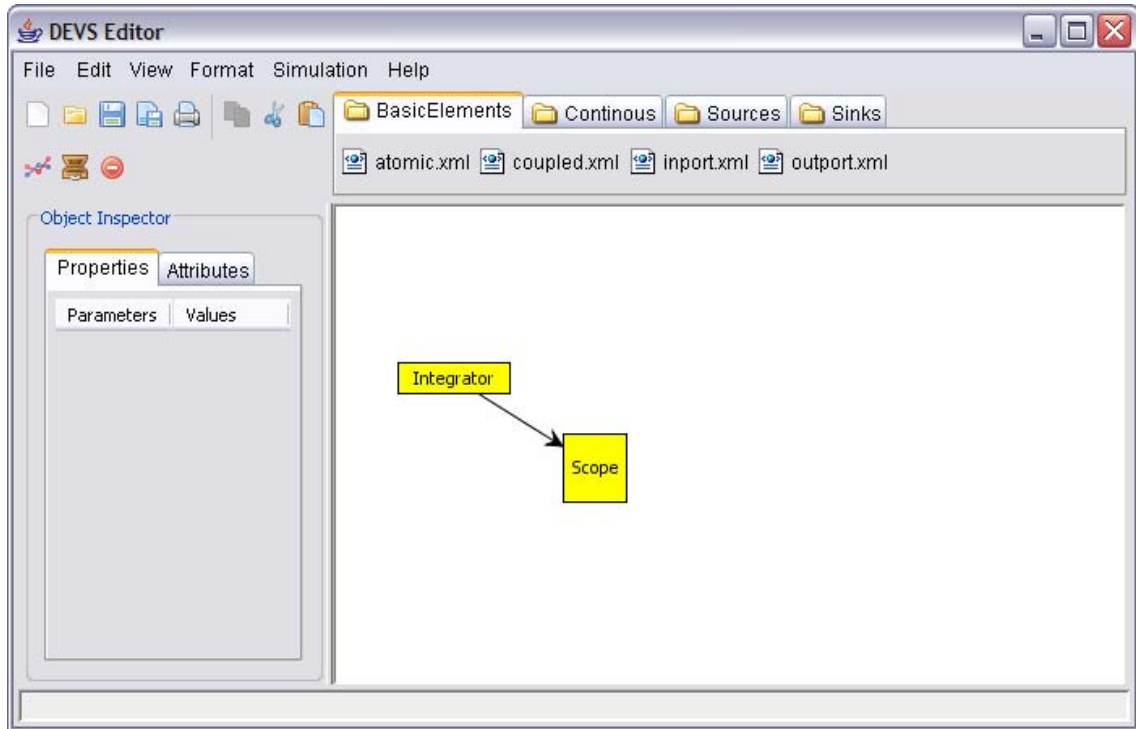 DEVS Editor
File Edit View Format Simulation Help
BasicElements Continous Sources Sinks
atomic.xml coupled.xml inport.xml outport.xml
Object Inspector
Properties Attributes
Parameters Values
Integrator
Scope